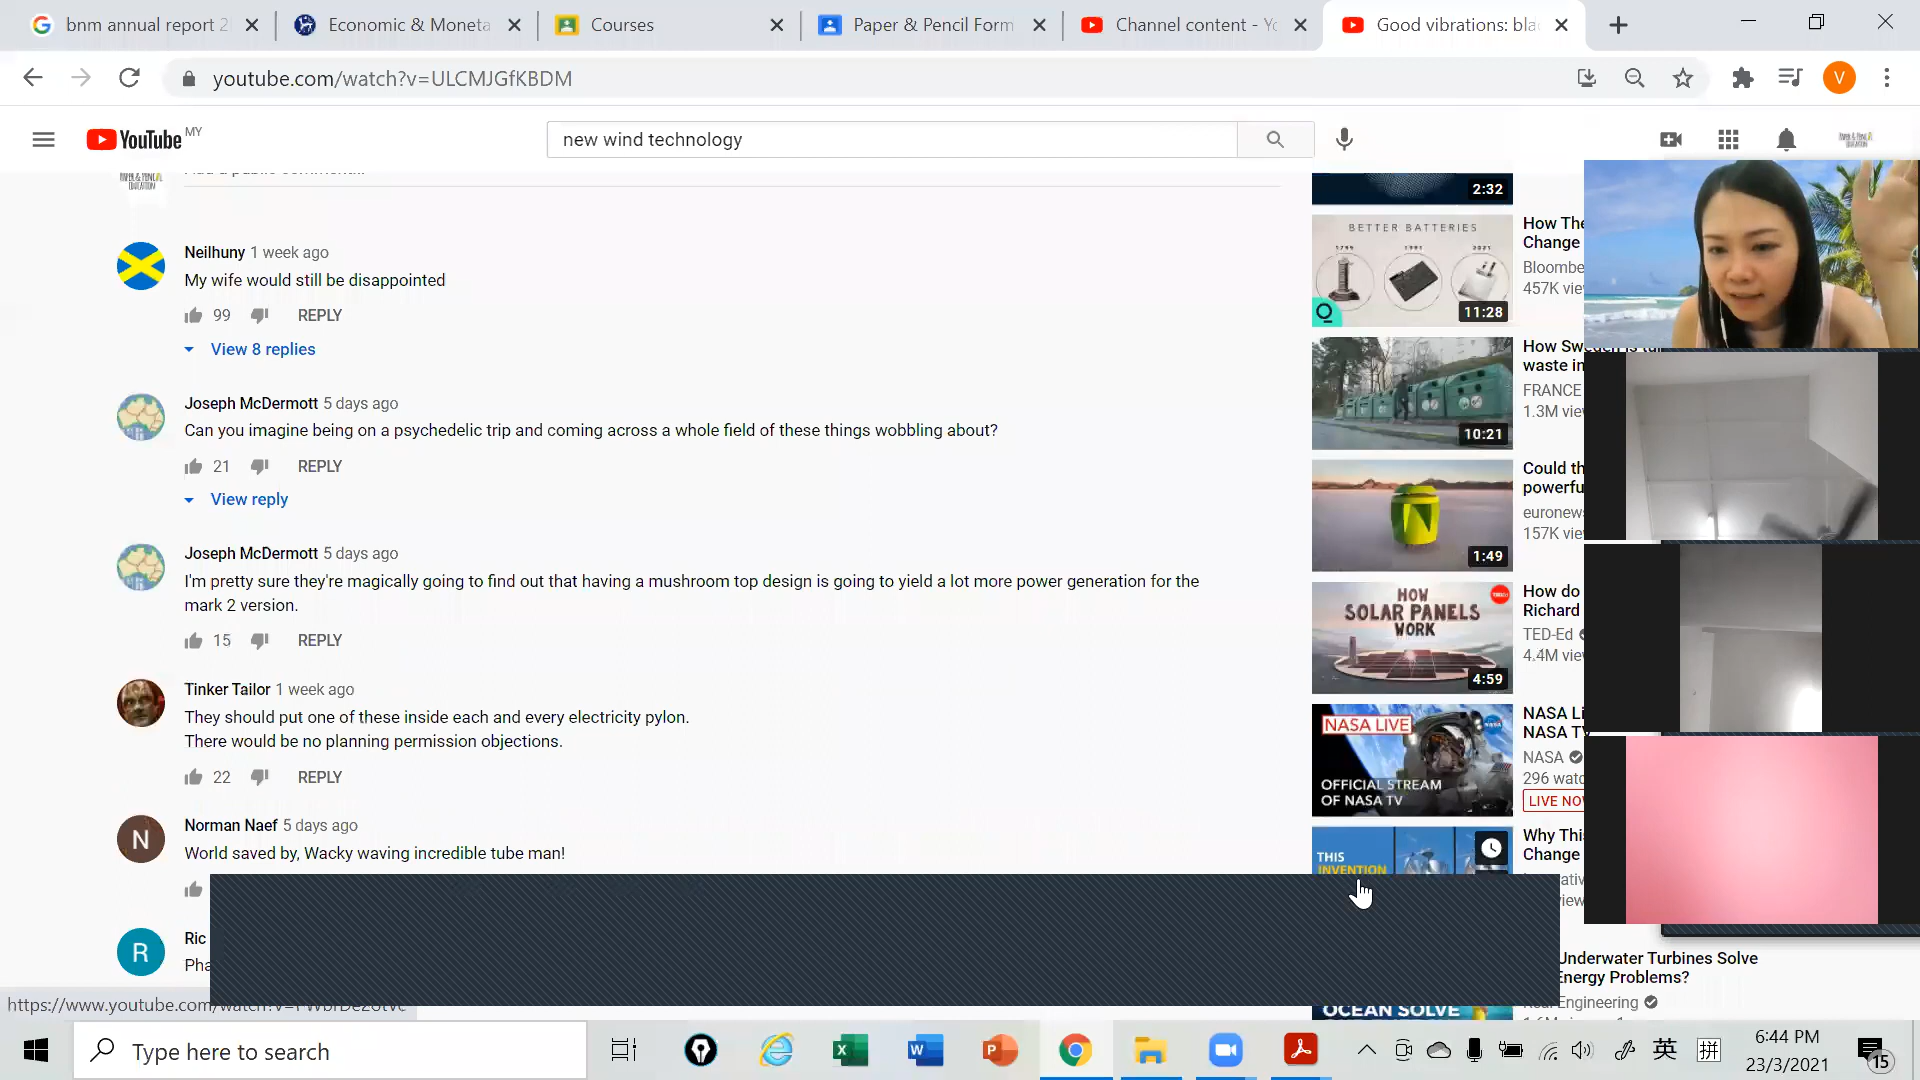 bnm annual report 2
Economic & Moneta
Courses
Paper & Pencil Form
Channel content - Yo
Good vibrations: bla
youtube.com/watch?v=ULCMJGfKBDM
V
YouTube MY
new wind technology
2:32
Neilhuny 1 week ago
My wife would still be disappointed
99 REPLY
View 8 replies
Joseph McDermott 5 days ago
Can you imagine being on a psychedelic trip and coming across a whole field of these things wobbling about?
21 REPLY
View reply
Joseph McDermott 5 days ago
I'm pretty sure they're magically going to find out that having a mushroom top design is going to yield a lot more power generation for the
mark 2 version.
15 REPLY
Tinker Tailor 1 week ago
They should put one of these inside each and every electricity pylon.
There would be no planning permission objections.
22 REPLY
N
Norman Naef 5 days ago
World saved by, Wacky waving incredible tube man!
R
Ric
Pha
BETTER BATTERIES
11:28
How The
Change
Bloombe
457K vie
10:21
How Sweden is
waste in
FRANCE
1.3M vie
1:49
Could th
powerfu
euronew
157K vie
HOW
SOLAR PANELS
WORK
4:59
How do
Richard
TED-Ed
4.4M vie
NASA LIVE
OFFICIAL STREAM
OF NASA TV
NASA Li
NASA TV
NASA
296 watc
LIVE NO
THIS
INVENTION
Why Thi
Change
Underwater Turbines Solve
Energy Problems?
Real Engineering
OCEAN SOLVE
Type here to search
英
拼
6:44 PM
23/3/2021
15